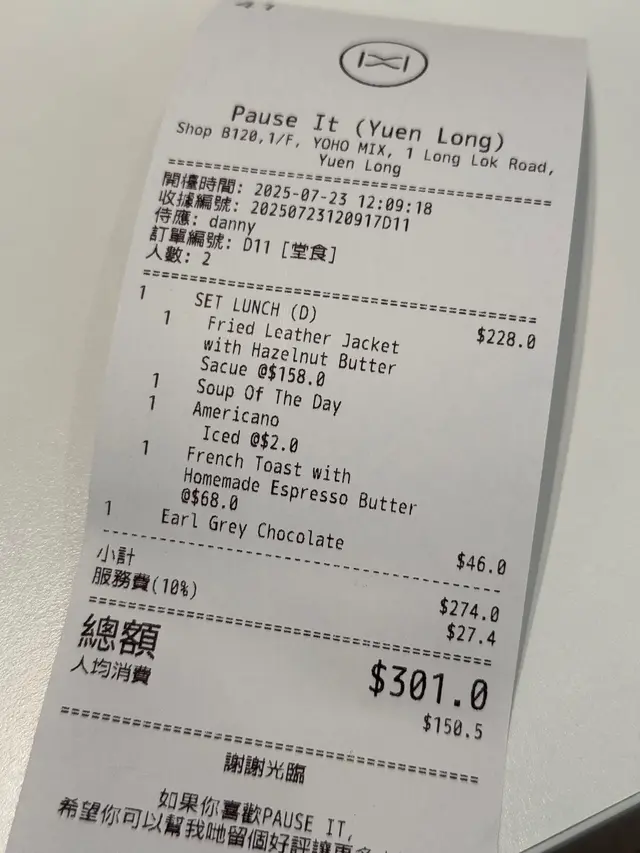 Pause It (Yuen Long)
Shop B120,1/F, YOHO MIX, 1 Long Lok Road,
Yuen Long
開檯時間: 2025-07-23 12:09:18
收據編號: 20250723120917D11
侍應: danny
訂單編號: D11 [堂食]
人數: 2
1 SET LUNCH (D) $228.0
1 Fried Leather Jacket
with Hazelnut Butter
Sacue @$158.0
1 Soup Of The Day
1 Americano
Iced @$2.0
1 French Toast with
Homemade Espresso Butter
@$68.0
1 Earl Grey Chocolate $46.0
小計 $274.0
服務費(10%) $27.4
總額 $301.0
人均消費 $150.5
謝謝光臨
如果你喜歡PAUSE IT,
希望你可以幫我哋留個好評讓更多